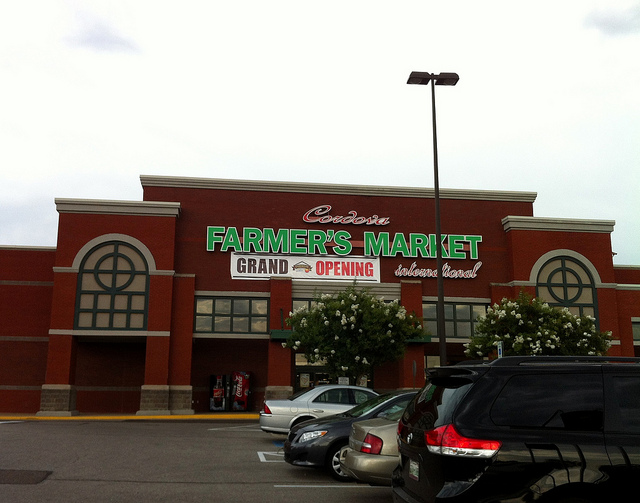 Cordova
FARMER'S MARKET
GRAND OPENING
international